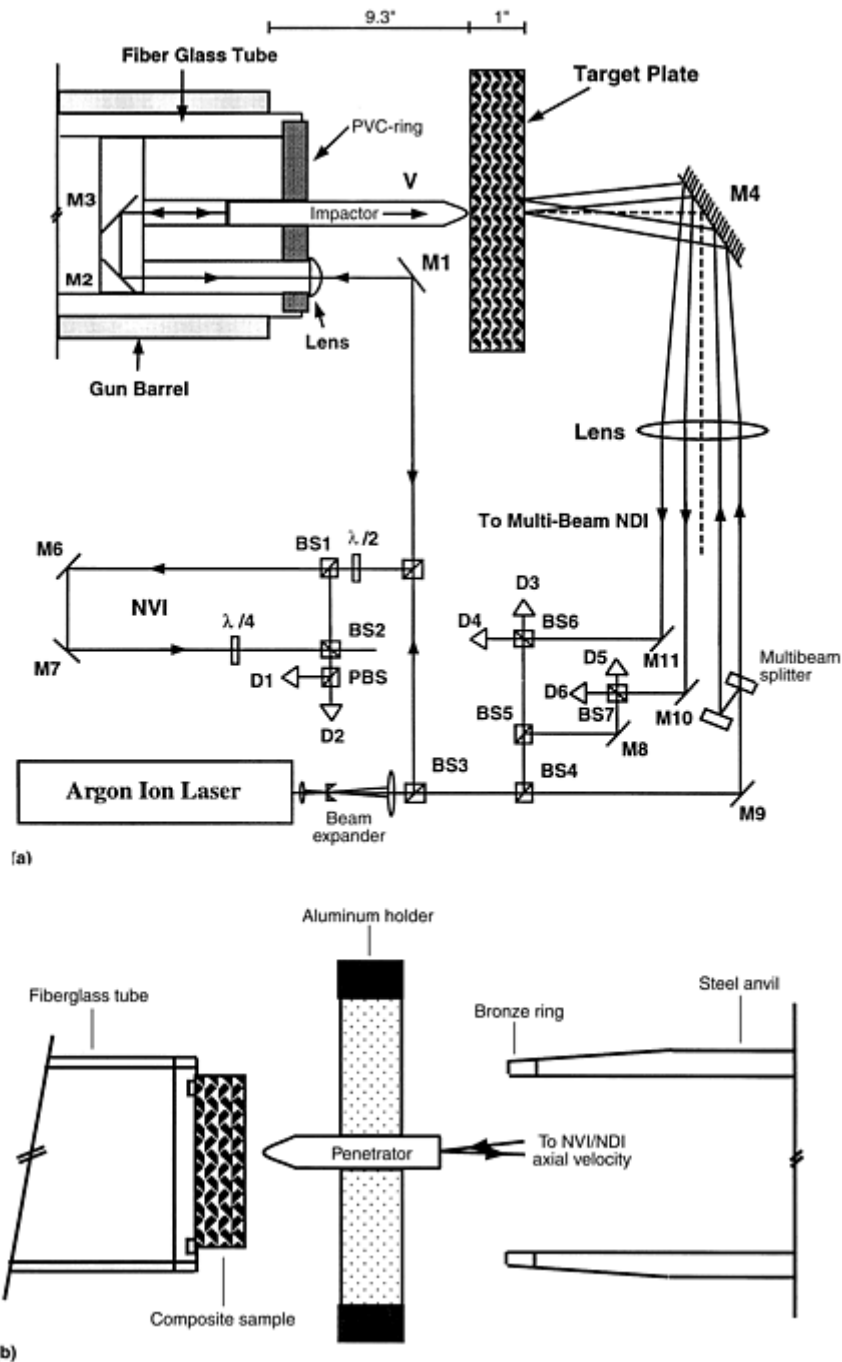 9.3"
1"
Fiber Glass Tube
Target Plate
PVC-ring
V
M3
Impactor
M4
M2
M1
Lens
Gun Barrel
Lens
To Multi-Beam NDI
M6
BS1
λ/2
NVI
D3
D4
BS6
λ/4
BS2
M7
D5
M11
Multibeam
splitter
D1
PBS
D6
BS7
M10
BS5
D2
M8
BS3
BS4
Argon Ion Laser
M9
Beam
expander
(a)
Aluminum holder
Fiberglass tube
Steel anvil
Bronze ring
Penetrator
To NVI/NDI
axial velocity
Composite sample
b)